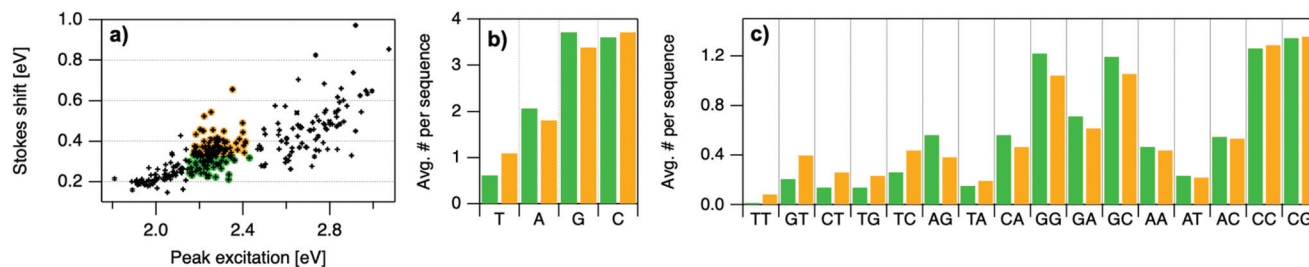 a)
Stokes shift [eV]
1.0
0.8
0.6
0.4
0.2
2.0 2.4 2.8
Peak excitation [eV]
b)
Avg. # per sequence
4
3
2
1
0
T A G C
c)
Avg. # per sequence
1.2
0.8
0.4
0.0
TT GT CT TG TC AG TA CA GG GA GC AA AT AC CC CG